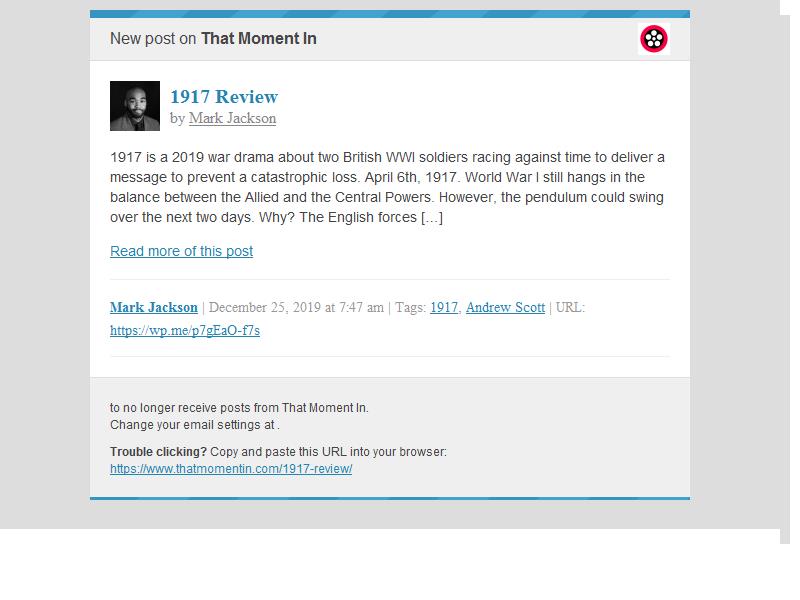 New post on That Moment In
1917 Review
by Mark Jackson
1917 is a 2019 war drama about two British WWI soldiers racing against time to deliver a
message to prevent a catastrophic loss. April 6th, 1917. World War I still hangs in the
balance between the Allied and the Central Powers. However, the pendulum could swing
over the next two days. Why? The English forces […]
Read more of this post
Mark Jackson | December 25, 2019 at 7:47 am | Tags: 1917, Andrew Scott | URL:
https://wp.me/p7gEaO-f7s
to no longer receive posts from That Moment In.
Change your email settings at .
Trouble clicking? Copy and paste this URL into your browser:
https://www.thatmomentin.com/1917-review/